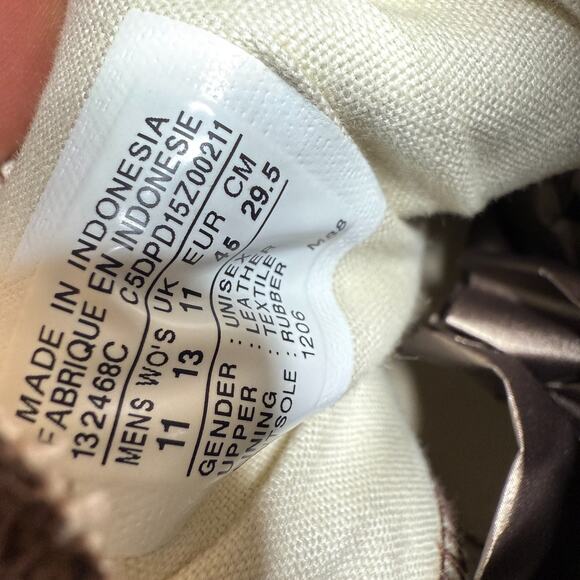 MADE IN INDONESIA
FABRIQUE EN INDONESIE
132468C C5DPD15Z00211
MENS WO'S UK EUR CM
11 13 11 45 29.5
GENDER : UNISEX
UPPER : LEATHER
LINING : TEXTILE
OUTSOLE : RUBBER
1206